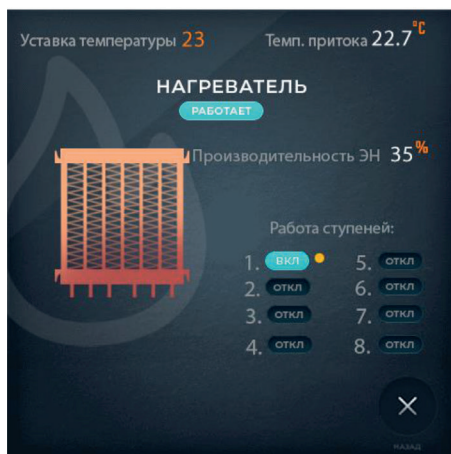 Уставка температуры 23 Темп. притока 22.7 °C
НАГРЕВАТЕЛЬ
РАБОТАЕТ
Производительность ЭН 35 %
Работа ступеней:
1. ВКЛ 5. ОТКЛ
2. ОТКЛ 6. ОТКЛ
3. ОТКЛ 7. ОТКЛ
4. ОТКЛ 8. ОТКЛ
НАЗАД